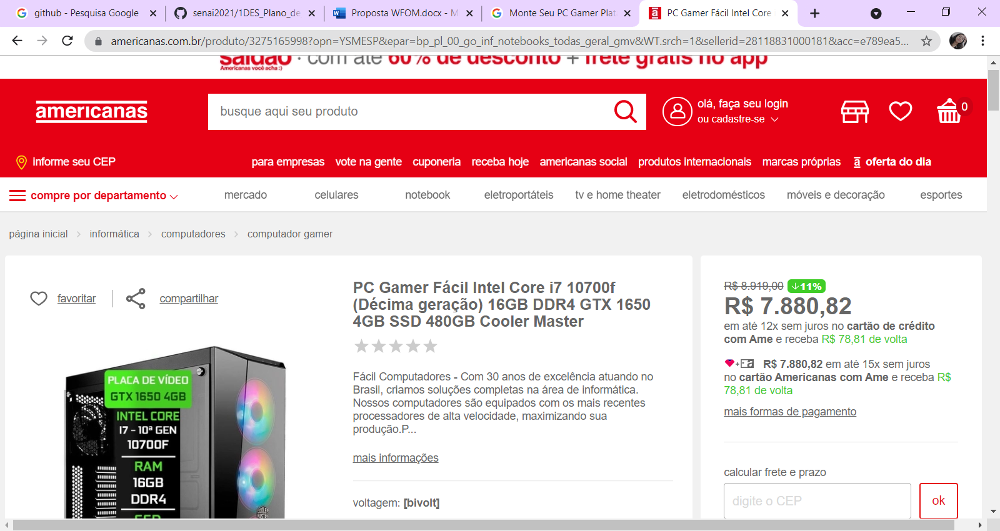 github - Pesquisa Google
senai2021/1DES_Plano_de
Proposta WFOM.docx - M
Monte Seu PC Gamer Plat
PC Gamer Fácil Intel Core
americanas.com.br/produto/3275165998?opn=YSMESP&epar=bp_pl_00_go_inf_notebooks_todas_geral_gmv&WT.srch=1&sellerid=28118831000181&acc=e789ea5...
saldão · com até 60% de desconto + frete grátis no app
Americanas você acha:)
americanas
busque aqui seu produto
olá, faça seu login
ou cadastre-se
0
informe seu CEP
para empresas
vote na gente
cuponeria
receba hoje
americanas social
produtos internacionais
marcas próprias
oferta do dia
compre por departamento
mercado
celulares
notebook
eletroportáteis
tv e home theater
eletrodomésticos
móveis e decoração
esportes
página inicial
informática
computadores
computador gamer
favoritar
compartilhar
PLACA DE VÍDEO
GTX 1650 4GB
INTEL CORE
I7 - 10ª GEN
10700F
RAM
16GB
DDR4
SSD
PC Gamer Fácil Intel Core i7 10700f
(Décima geração) 16GB DDR4 GTX 1650
4GB SSD 480GB Cooler Master
Fácil Computadores - Com 30 anos de excelência atuando no
Brasil, criamos soluções completas na área de informática.
Nossos computadores são equipados com os mais recentes
processadores de alta velocidade, maximizando sua
produção.P...
mais informações
voltagem: [bivolt]
R$ 8.919,00 11%
R$ 7.880,82
em até 12x sem juros no cartão de crédito
com Ame e receba R$ 78,81 de volta
+ R$ 7.880,82 em até 15x sem juros
no cartão Americanas com Ame e receba R$
78,81 de volta
mais formas de pagamento
calcular frete e prazo
digite o CEP
ok